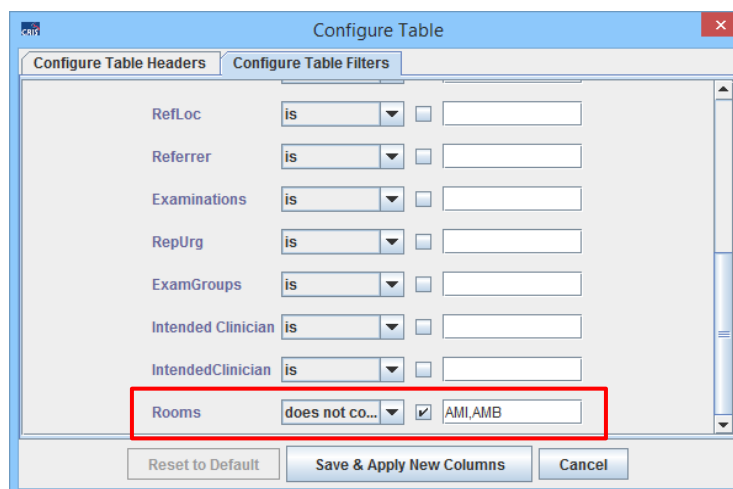 CRIS
Configure Table
Configure Table Headers Configure Table Filters
RefLoc is
Referrer is
Examinations is
RepUrg is
ExamGroups is
Intended Clinician is
IntendedClinician is
Rooms does not co... AMI,AMB
Reset to Default Save & Apply New Columns Cancel